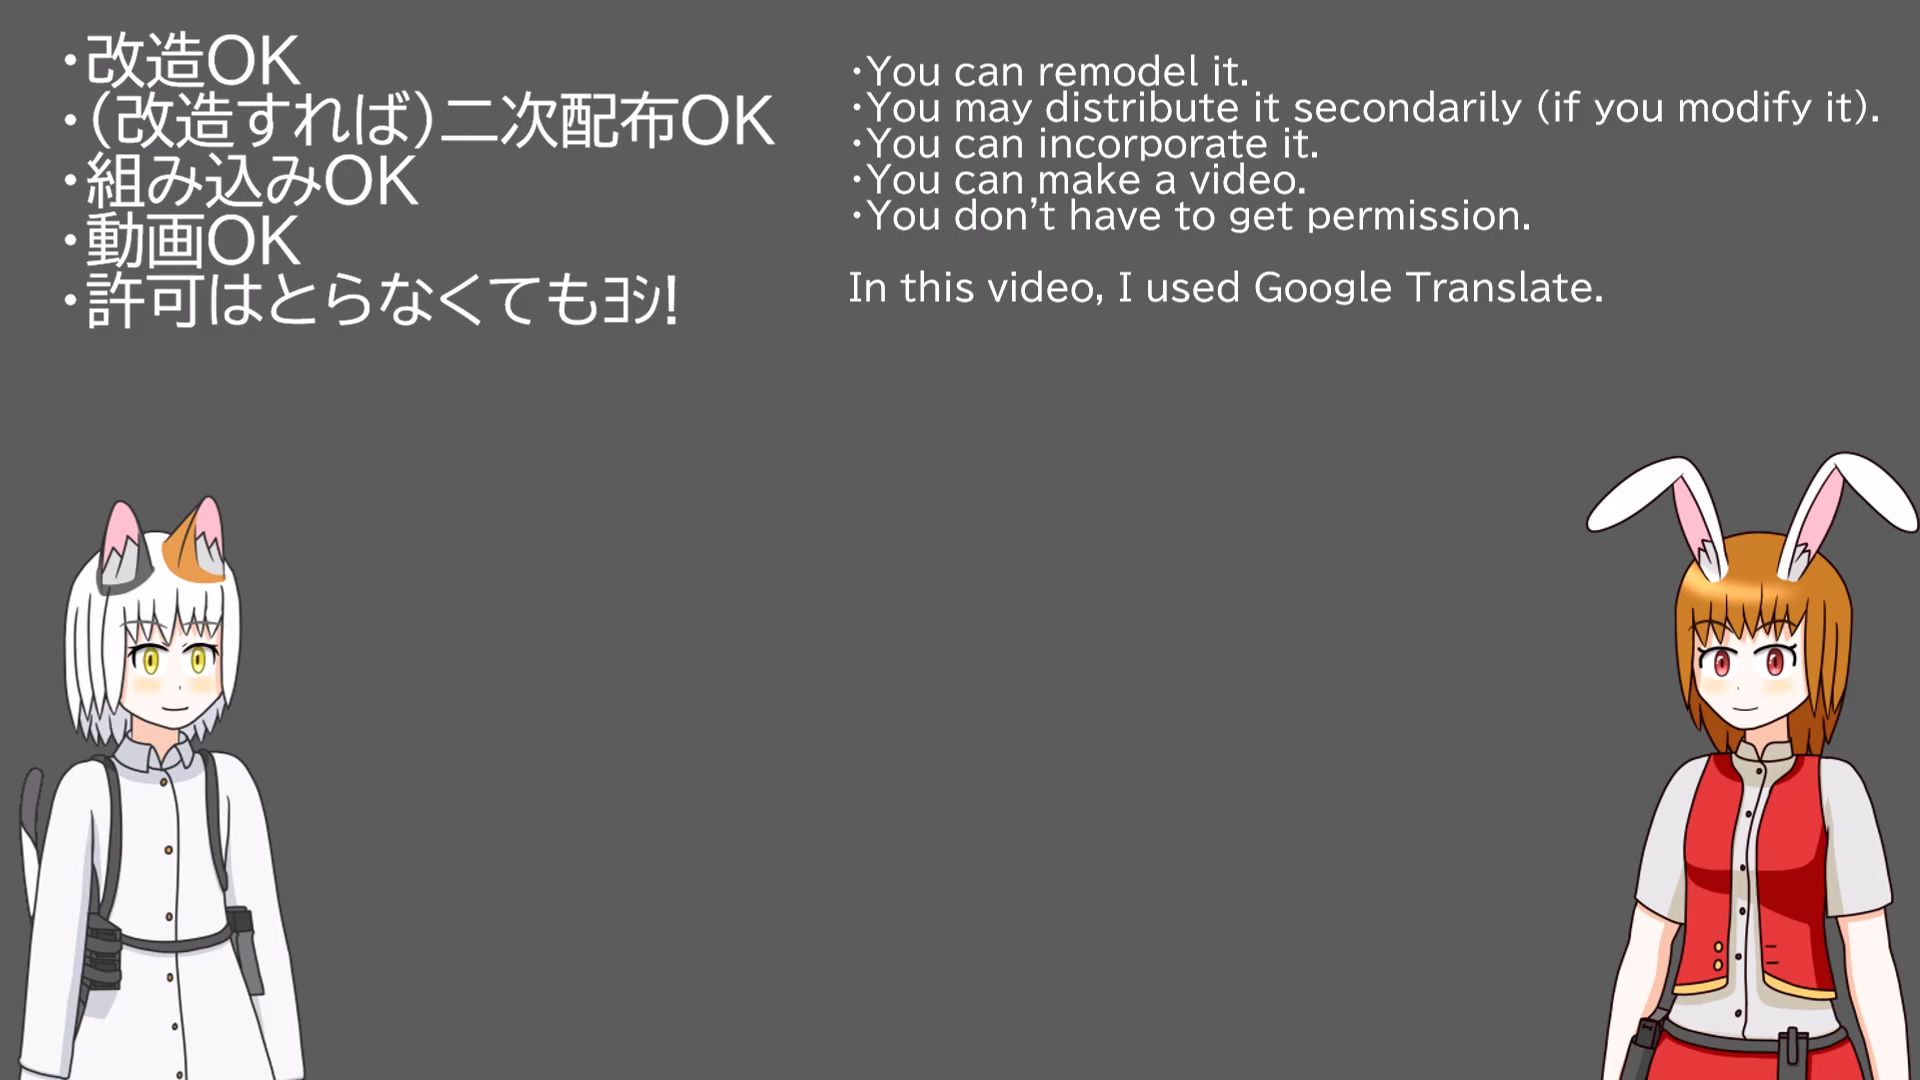 ・改造OK
・(改造すれば)二次配布OK
・組み込みOK
・動画OK
・許可はとらなくてもﾖｼ!
・You can remodel it.
・You may distribute it secondarily (if you modify it).
・You can incorporate it.
・You can make a video.
・You don't have to get permission.
In this video, I used Google Translate.